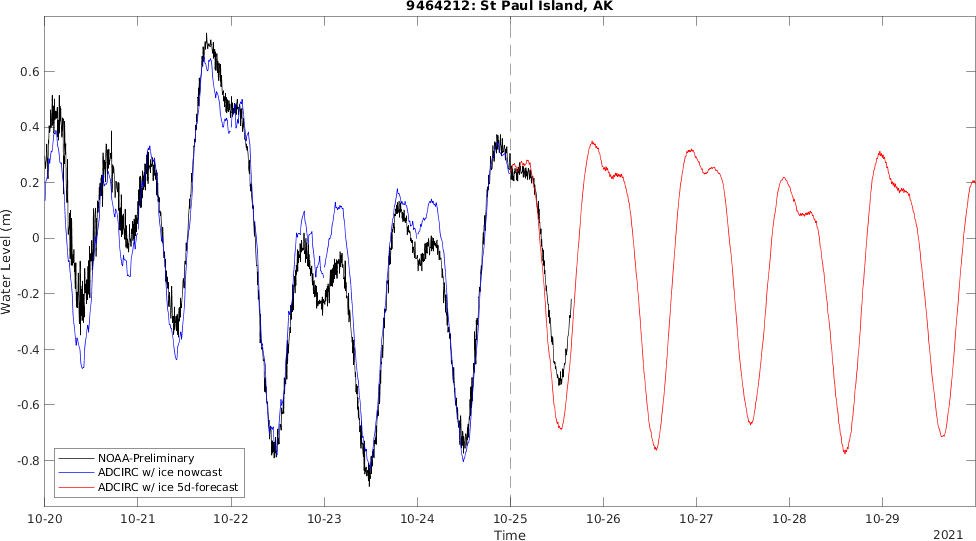 9464212: St Paul Island, AK
Water Level (m)
0.6
0.4
0.2
0
-0.2
-0.4
-0.6
-0.8
NOAA-Preliminary
ADCIRC w/ ice nowcast
ADCIRC w/ ice 5d-forecast
10-20 10-21 10-22 10-23 10-24 10-25 10-26 10-27 10-28 10-29
Time
2021